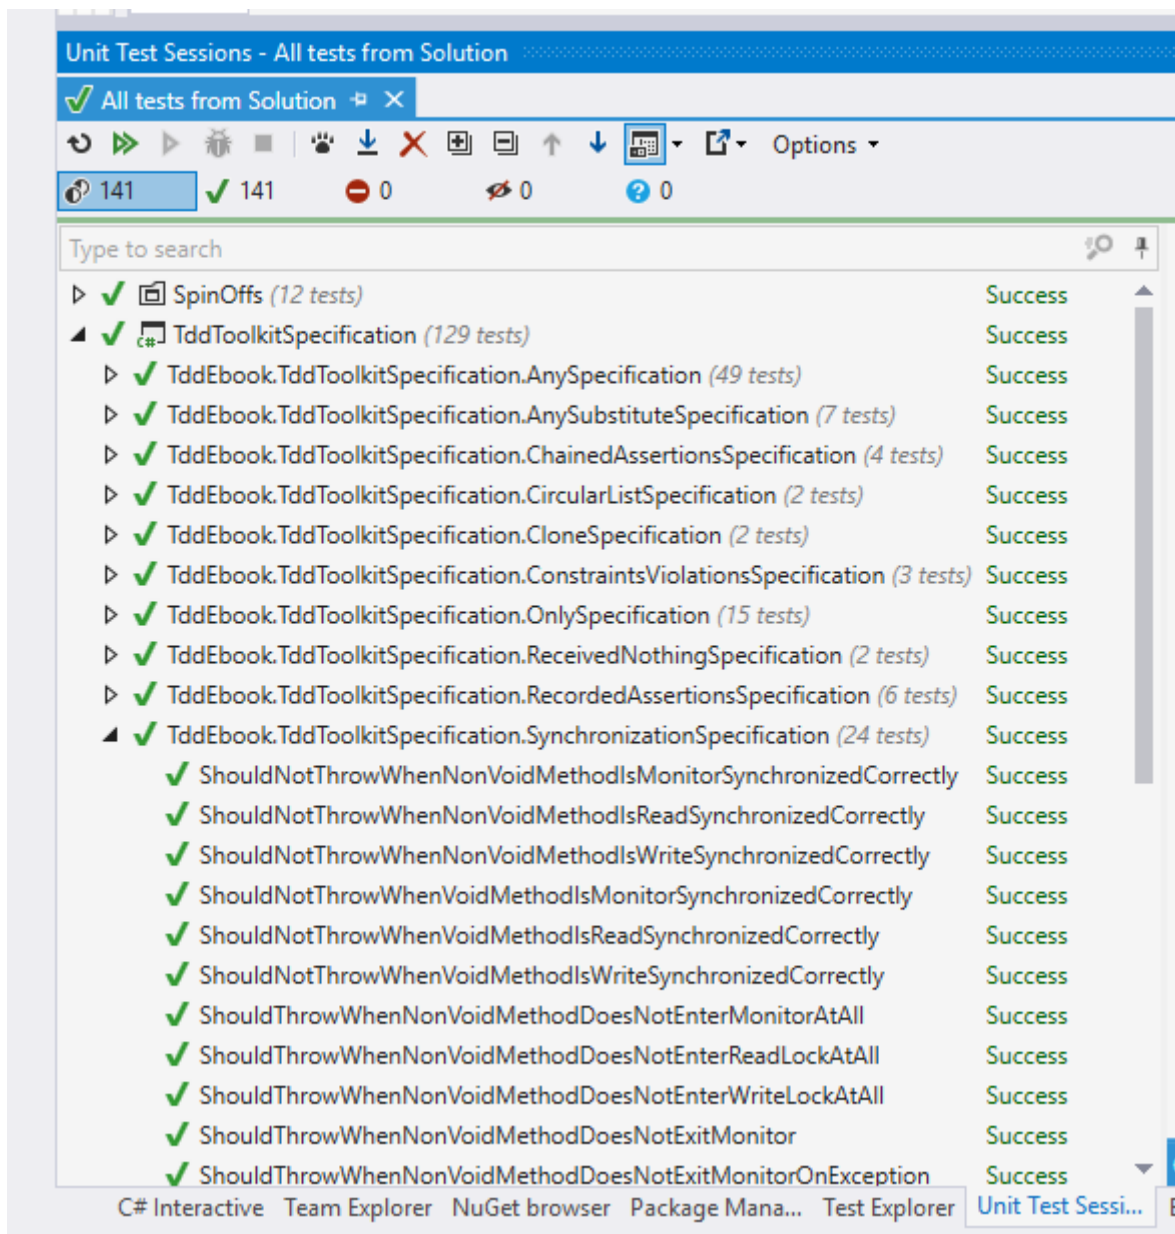 Unit Test Sessions - All tests from Solution
All tests from Solution
Options
141 141 0 0 0
Type to search
SpinOffs (12 tests) Success
TddToolkitSpecification (129 tests) Success
TddEbook.TddToolkitSpecification.AnySpecification (49 tests) Success
TddEbook.TddToolkitSpecification.AnySubstituteSpecification (7 tests) Success
TddEbook.TddToolkitSpecification.ChainedAssertionsSpecification (4 tests) Success
TddEbook.TddToolkitSpecification.CircularListSpecification (2 tests) Success
TddEbook.TddToolkitSpecification.CloneSpecification (2 tests) Success
TddEbook.TddToolkitSpecification.ConstraintsViolationsSpecification (3 tests) Success
TddEbook.TddToolkitSpecification.OnlySpecification (15 tests) Success
TddEbook.TddToolkitSpecification.ReceivedNothingSpecification (2 tests) Success
TddEbook.TddToolkitSpecification.RecordedAssertionsSpecification (6 tests) Success
TddEbook.TddToolkitSpecification.SynchronizationSpecification (24 tests) Success
ShouldNotThrowWhenNonVoidMethodIsMonitorSynchronizedCorrectly Success
ShouldNotThrowWhenNonVoidMethodIsReadSynchronizedCorrectly Success
ShouldNotThrowWhenNonVoidMethodIsWriteSynchronizedCorrectly Success
ShouldNotThrowWhenVoidMethodIsMonitorSynchronizedCorrectly Success
ShouldNotThrowWhenVoidMethodIsReadSynchronizedCorrectly Success
ShouldNotThrowWhenVoidMethodIsWriteSynchronizedCorrectly Success
ShouldThrowWhenNonVoidMethodDoesNotEnterMonitorAtAll Success
ShouldThrowWhenNonVoidMethodDoesNotEnterReadLockAtAll Success
ShouldThrowWhenNonVoidMethodDoesNotEnterWriteLockAtAll Success
ShouldThrowWhenNonVoidMethodDoesNotExitMonitor Success
ShouldThrowWhenNonVoidMethodDoesNotExitMonitorOnException Success
C# Interactive Team Explorer NuGet browser Package Mana... Test Explorer Unit Test Sessi...